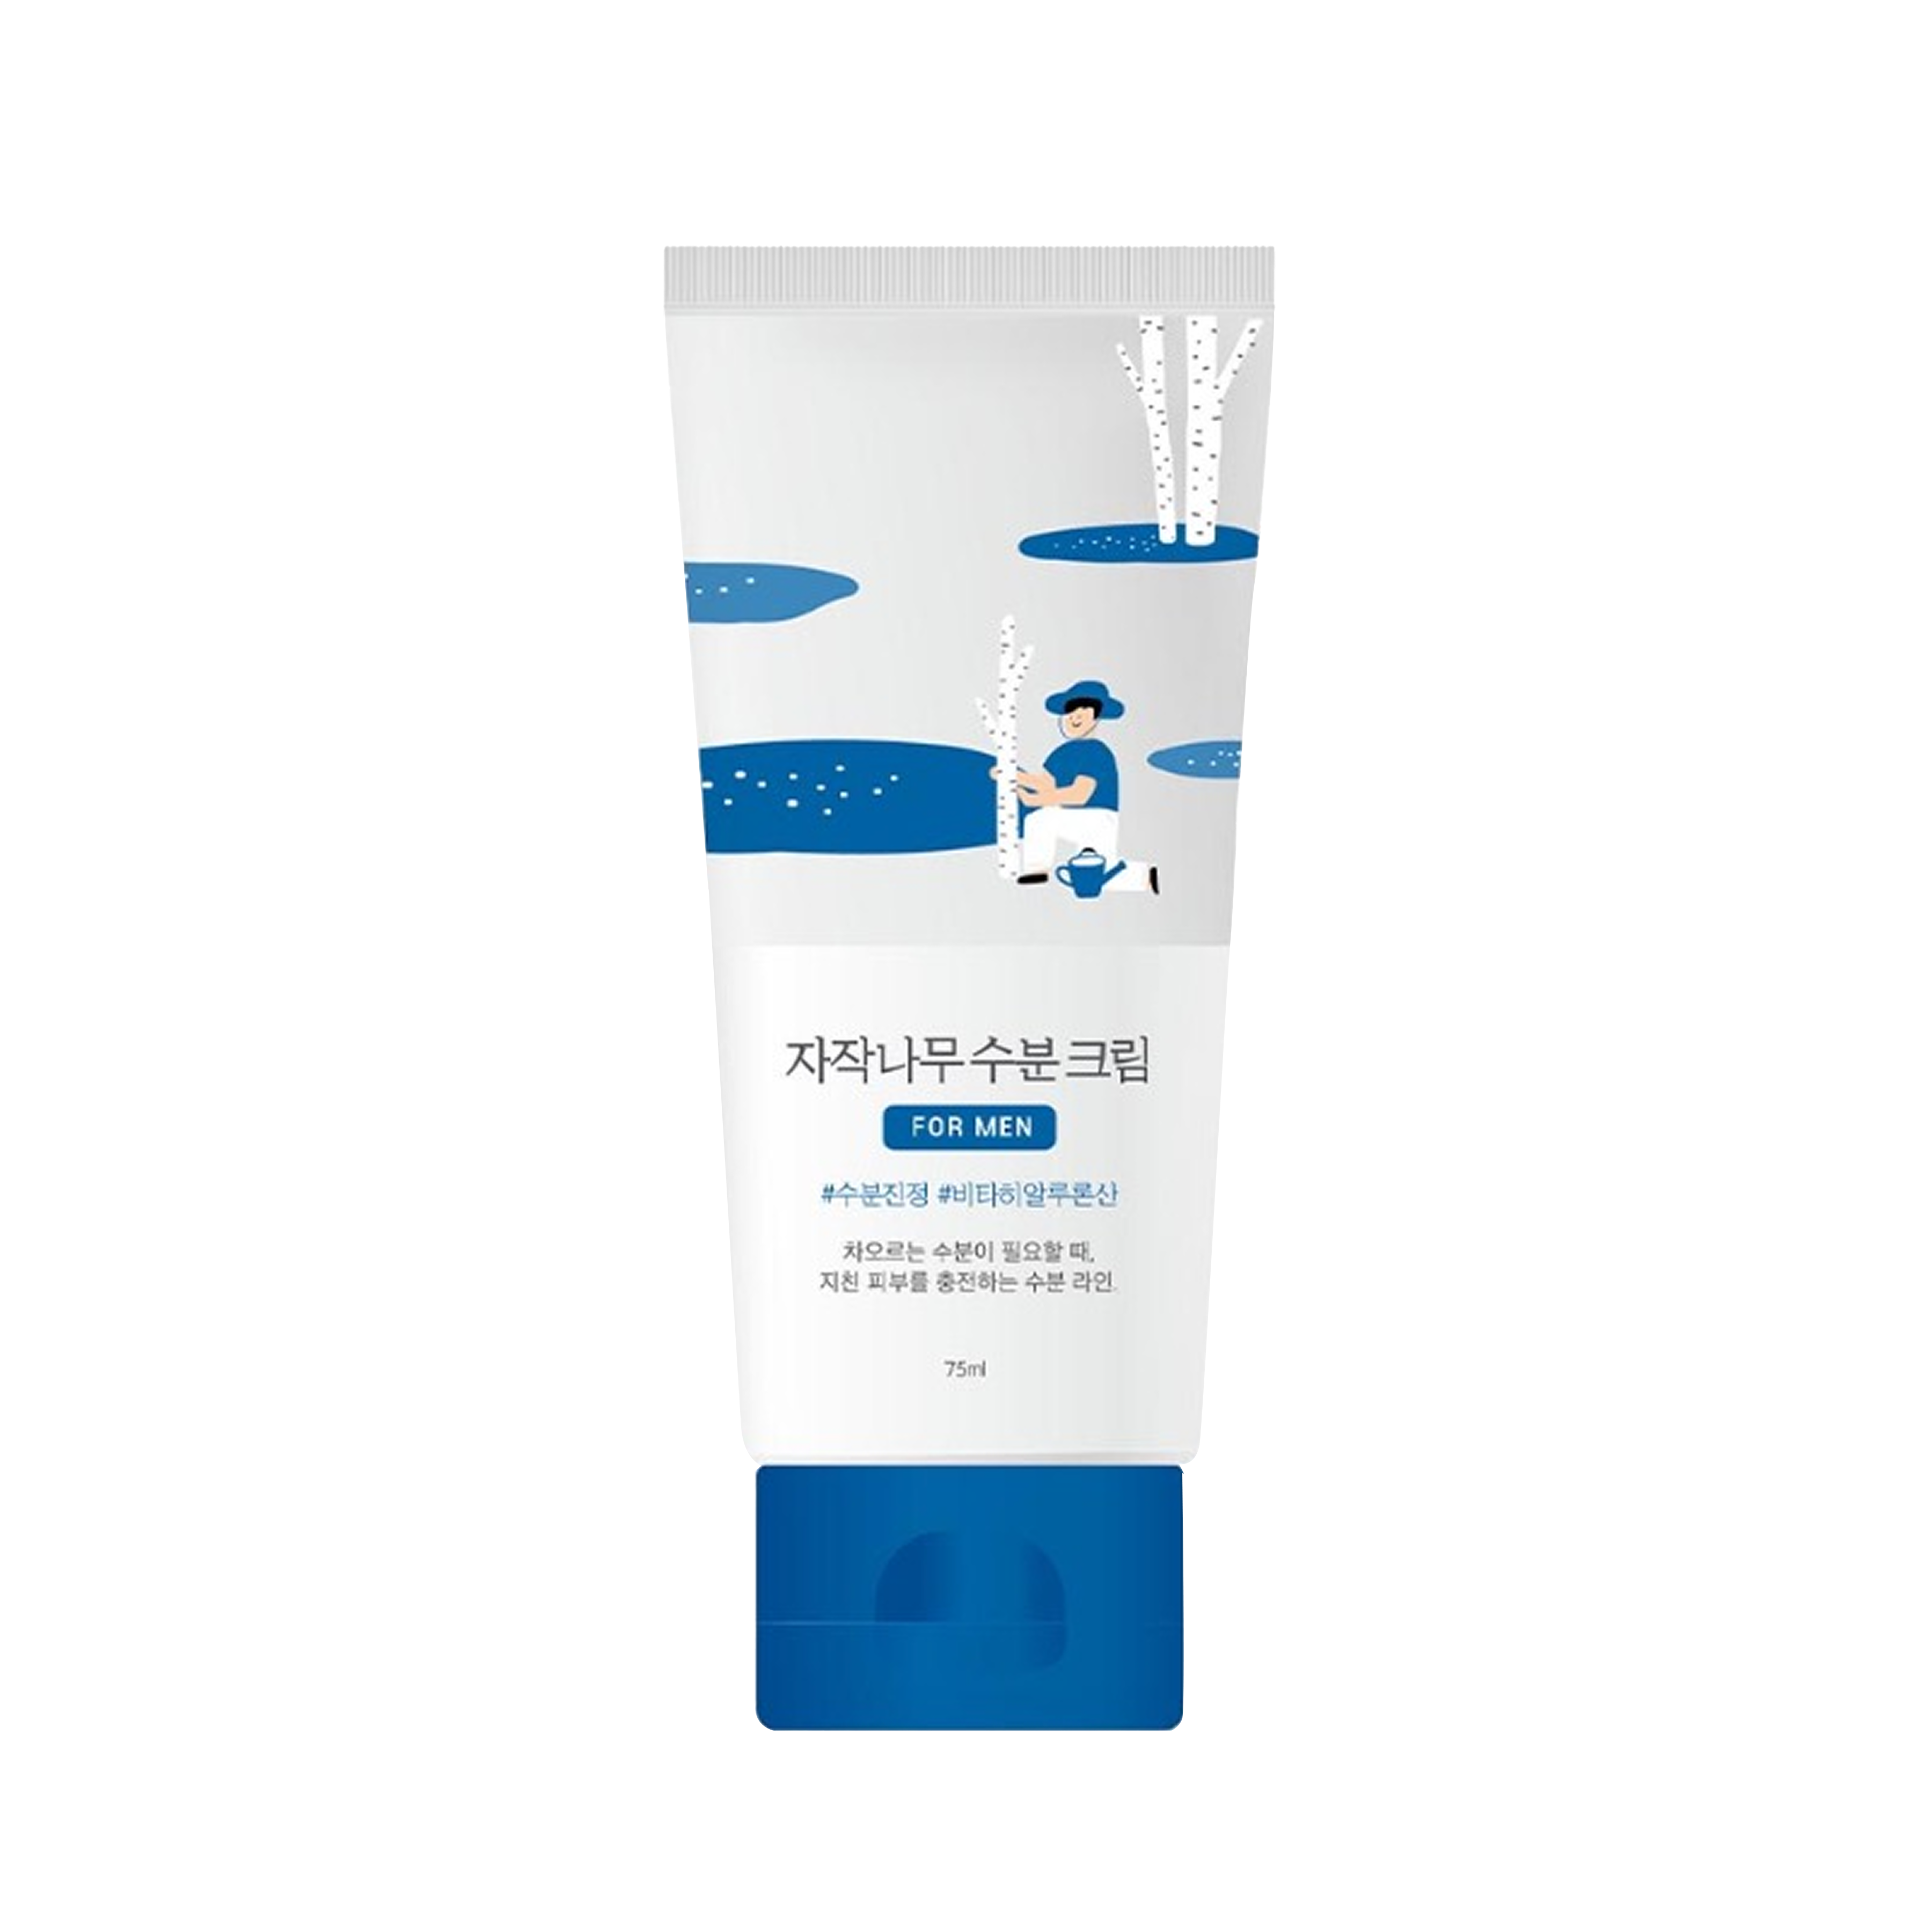 자작나무 수분 크림
FOR MEN
#수분진정 #비타히알루론산
차오르는 수분이 필요할 때,
지친 피부를 충전하는 수분 라인.
75ml